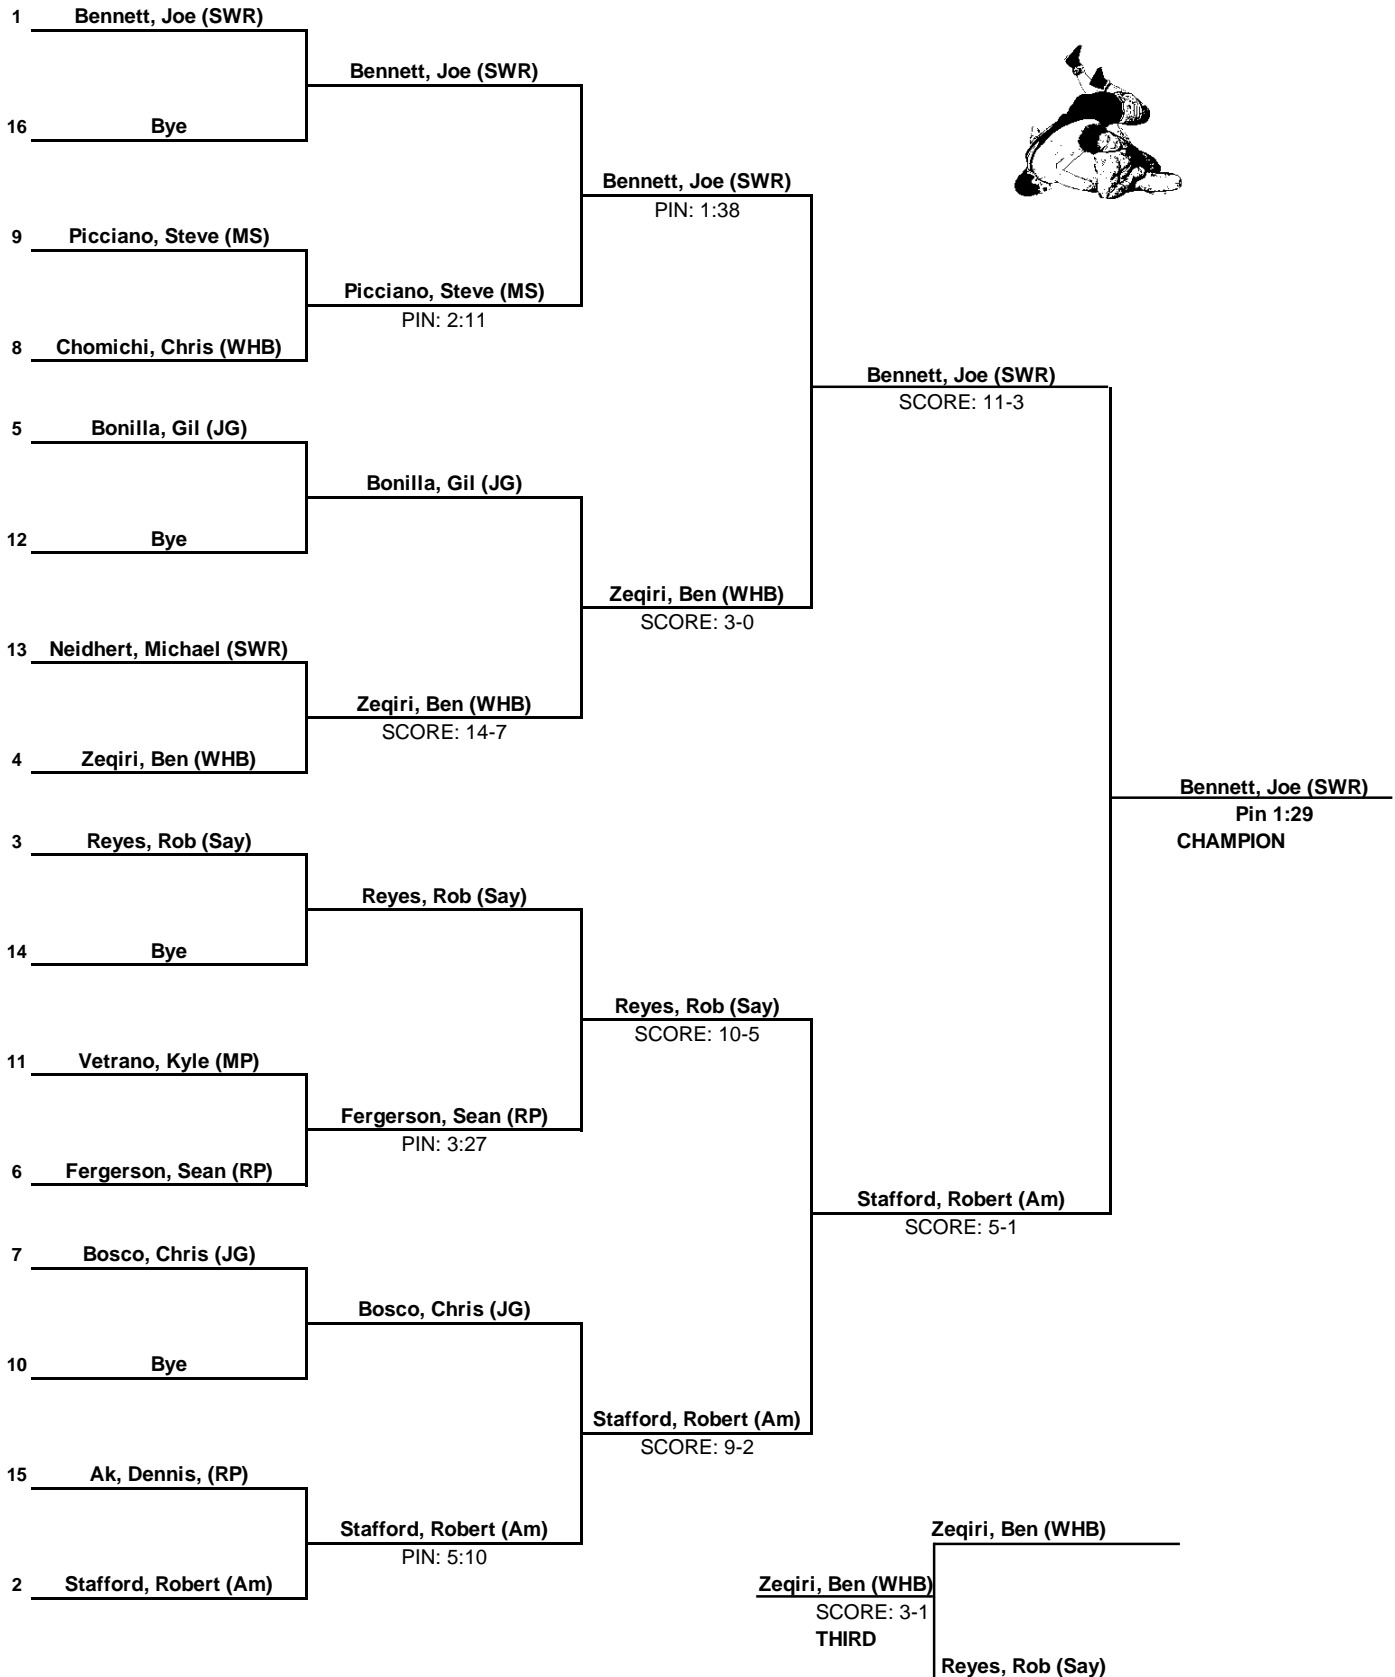 1 Bennett, Joe (SWR)
Bennett, Joe (SWR)
16 Bye
Bennett, Joe (SWR)
PIN: 1:38
9 Picciano, Steve (MS)
Picciano, Steve (MS)
PIN: 2:11
8 Chomichi, Chris (WHB)
Bennett, Joe (SWR)
SCORE: 11-3
5 Bonilla, Gil (JG)
Bonilla, Gil (JG)
12 Bye
Zeqiri, Ben (WHB)
SCORE: 3-0
13 Neidhert, Michael (SWR)
Zeqiri, Ben (WHB)
SCORE: 14-7
4 Zeqiri, Ben (WHB)
Bennett, Joe (SWR)
Pin 1:29
CHAMPION
3 Reyes, Rob (Say)
Reyes, Rob (Say)
14 Bye
Reyes, Rob (Say)
SCORE: 10-5
11 Vetrano, Kyle (MP)
Fergerson, Sean (RP)
PIN: 3:27
6 Fergerson, Sean (RP)
Stafford, Robert (Am)
SCORE: 5-1
7 Bosco, Chris (JG)
Bosco, Chris (JG)
10 Bye
Stafford, Robert (Am)
SCORE: 9-2
15 Ak, Dennis, (RP)
Stafford, Robert (Am)
PIN: 5:10
2 Stafford, Robert (Am)
Zeqiri, Ben (WHB)
Zeqiri, Ben (WHB)
SCORE: 3-1
THIRD
Reyes, Rob (Say)